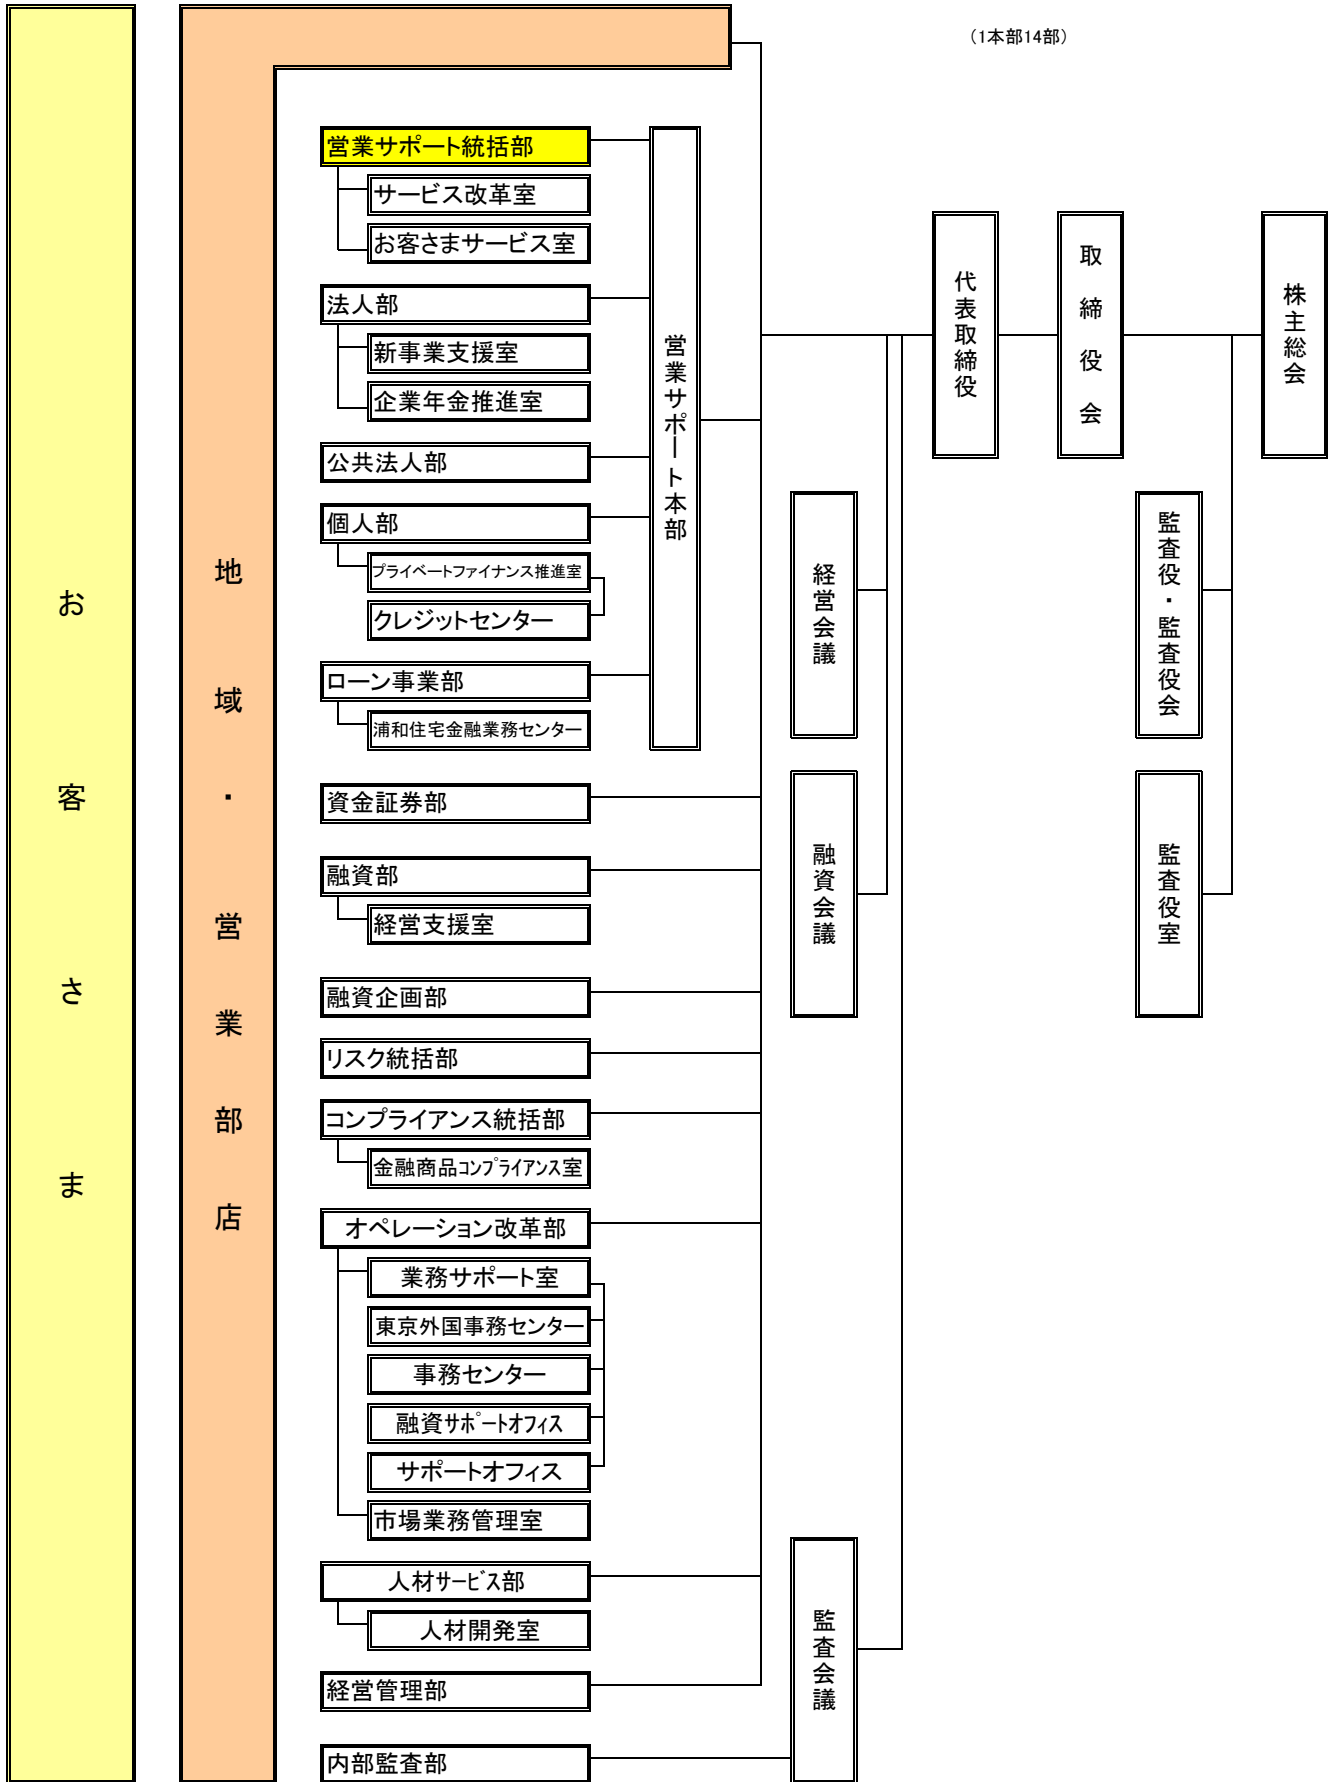 （1本部14部）
お客さま
地域・営業部店
営業サポート統括部
サービス改革室
お客さまサービス室
法人部
新事業支援室
企業年金推進室
公共法人部
個人部
プライベートファイナンス推進室
クレジットセンター
ローン事業部
浦和住宅金融業務センター
営業サポート本部
資金証券部
融資部
経営支援室
融資企画部
リスク統括部
コンプライアンス統括部
金融商品ｺﾝﾌﾟﾗｲｱﾝｽ室
オペレーション改革部
業務サポート室
東京外国事務センター
事務センター
融資ｻﾎﾟｰﾄｵﾌｨｽ
サポートオフィス
市場業務管理室
人材ｻｰﾋﾞｽ部
人材開発室
経営管理部
内部監査部
経営会議
融資会議
監査会議
代表取締役
取締役会
監査役・監査役会
監査役室
株主総会